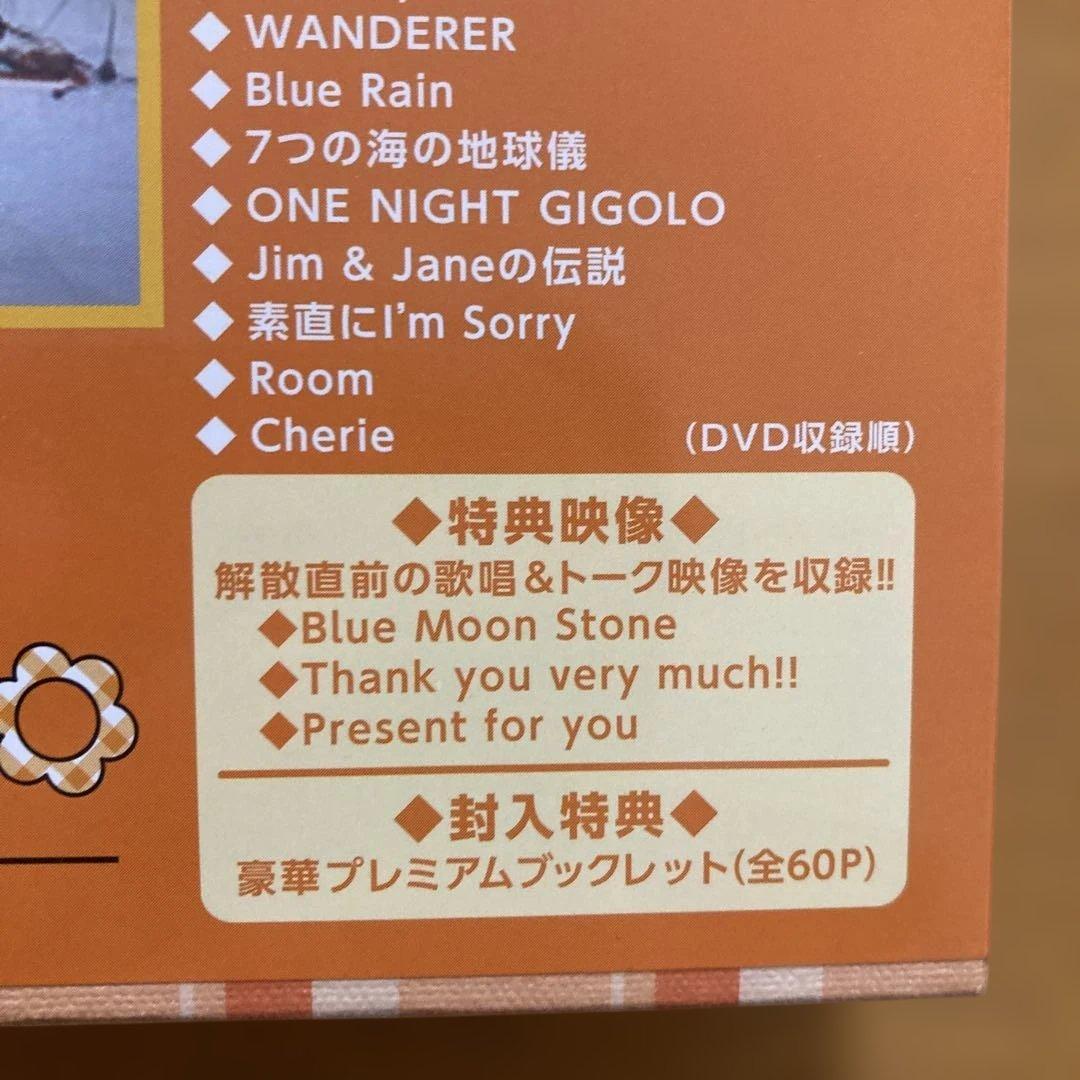 ◆WANDERER
◆Blue Rain
◆7つの海の地球儀
◆ONE NIGHT GIGOLO
◆Jim & Janeの伝説
◆素直にI'm Sorry
◆Room
◆Cherie (DVD収録順)
◆特典映像◆
解散直前の歌唱&トーク映像を収録!!
◆Blue Moon Stone
◆Thank you very much!!
◆Present for you
◆封入特典◆
豪華プレミアムブックレット(全60P)